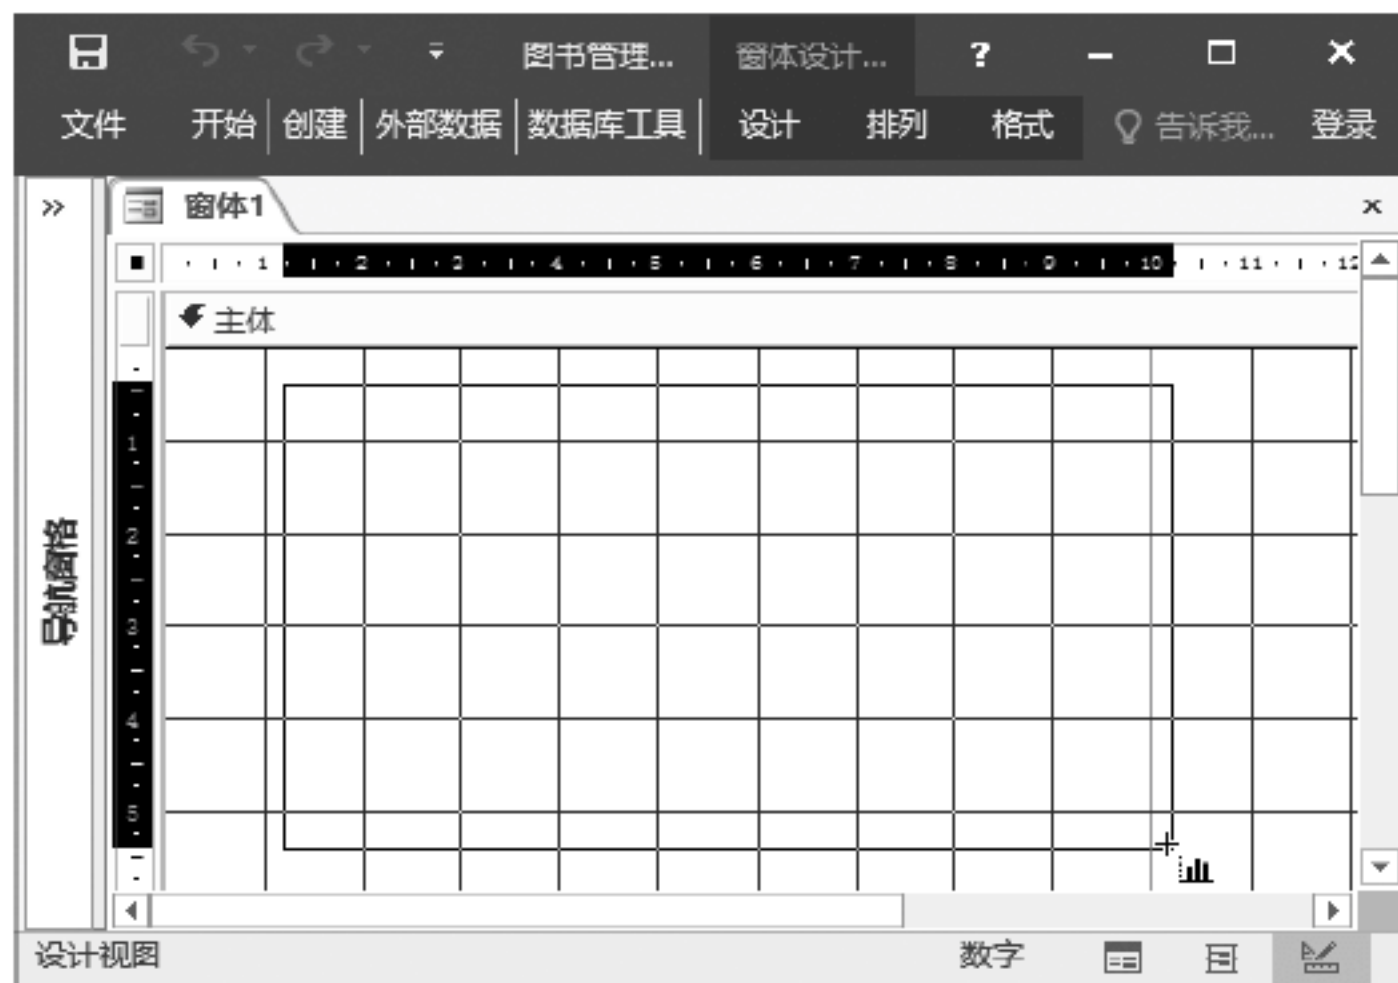 图书管理... 窗体设计... ?
文件 开始 创建 外部数据 数据库工具 设计 排列 格式 告诉我... 登录
窗体1
1 2 3 4 5 6 7 8 9 10 11 12
主体
1
2
3
4
5
导航窗格
设计视图 数字